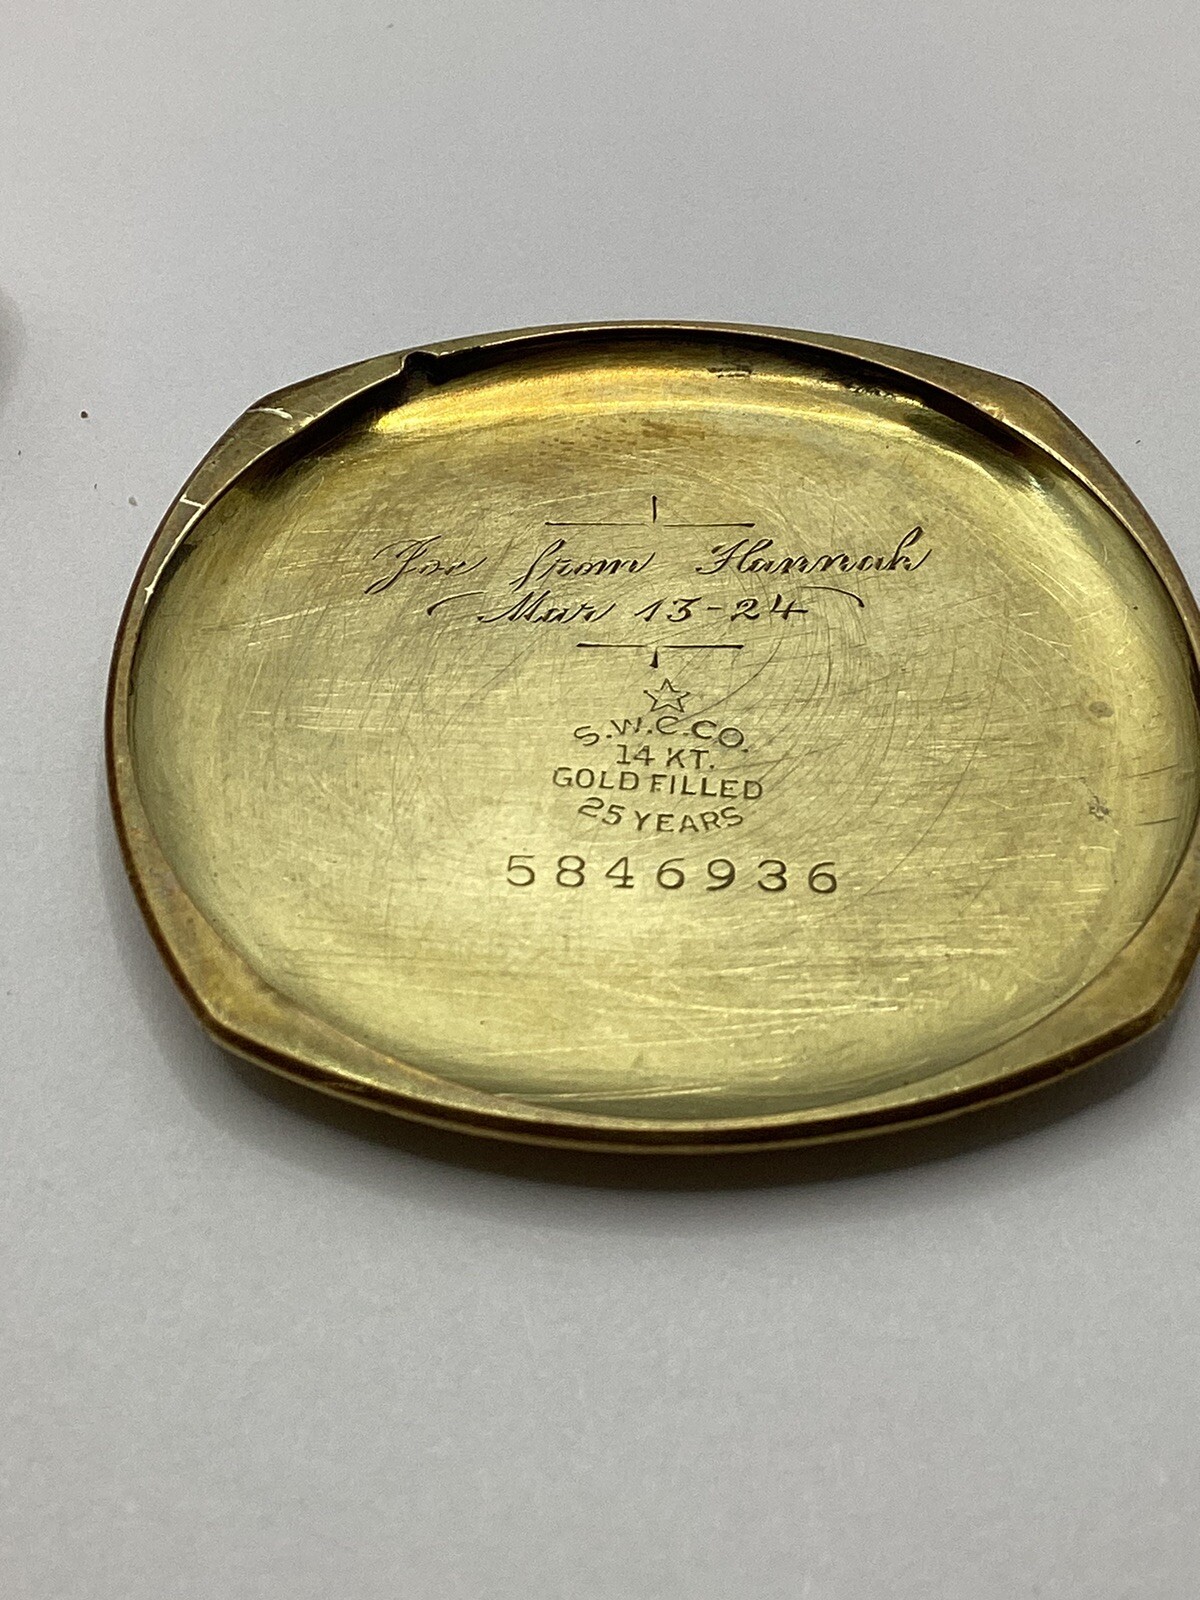 Joe from Hannah
Mar 13-24
S.W.C.CO.
14 KT.
GOLD FILLED
25 YEARS
5846936